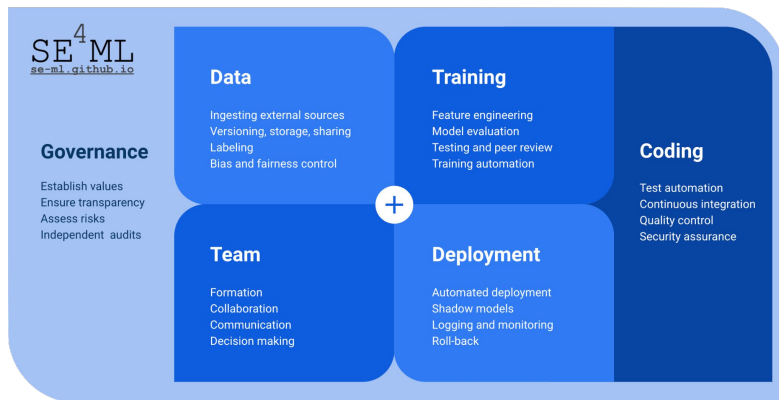 SE4ML
se-ml.github.io
Governance
Establish values
Ensure transparency
Assess risks
Independent audits
Data
Ingesting external sources
Versioning, storage, sharing
Labeling
Bias and fairness control
Training
Feature engineering
Model evaluation
Testing and peer review
Training automation
Team
Formation
Collaboration
Communication
Decision making
Deployment
Automated deployment
Shadow models
Logging and monitoring
Roll-back
Coding
Test automation
Continuous integration
Quality control
Security assurance